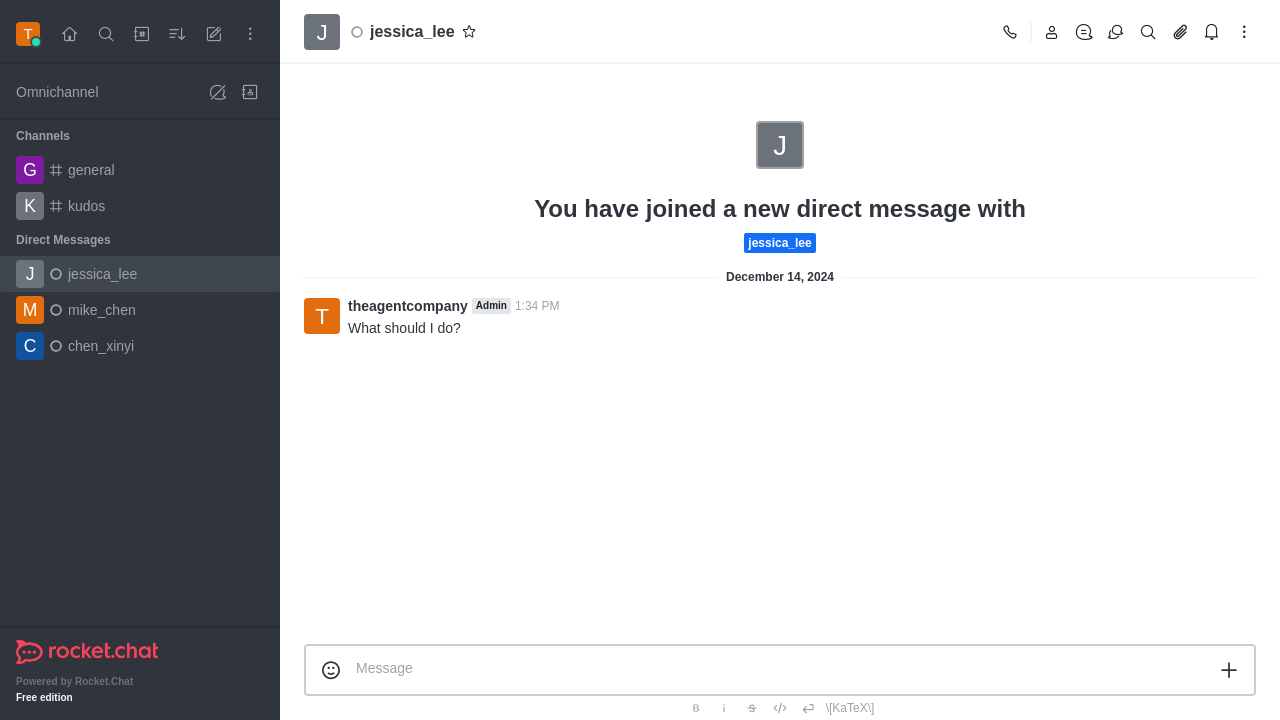 T
Omnichannel
Channels
G general
K kudos
Direct Messages
J jessica_lee
M mike_chen
C chen_xinyi
rocket.chat
Powered by Rocket.Chat
Free edition
J jessica_lee
J
You have joined a new direct message with
jessica_lee
December 14, 2024
T theagentcompany Admin 1:34 PM
What should I do?
Message
B i S \[KaTeX\]